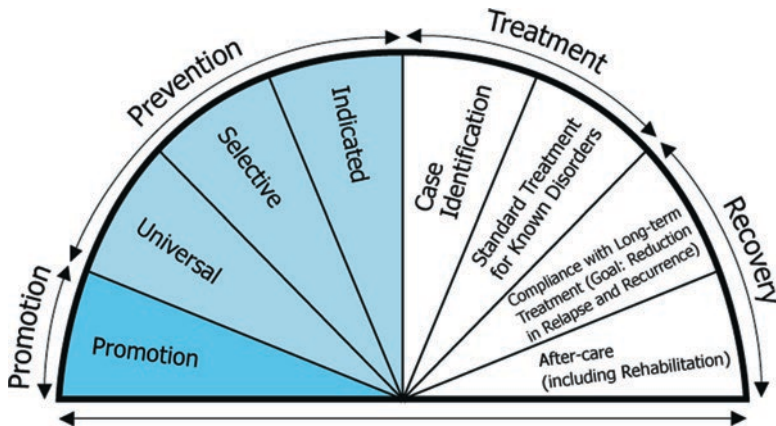 Prevention
Treatment
Promotion
Recovery
Promotion
Universal
Selective
Indicated
Case
Identification
Standard Treatment
for Known Disorders
Compliance with Long-term
Treatment (Goal: Reduction
in Relapse and Recurrence)
After-care
(including Rehabilitation)